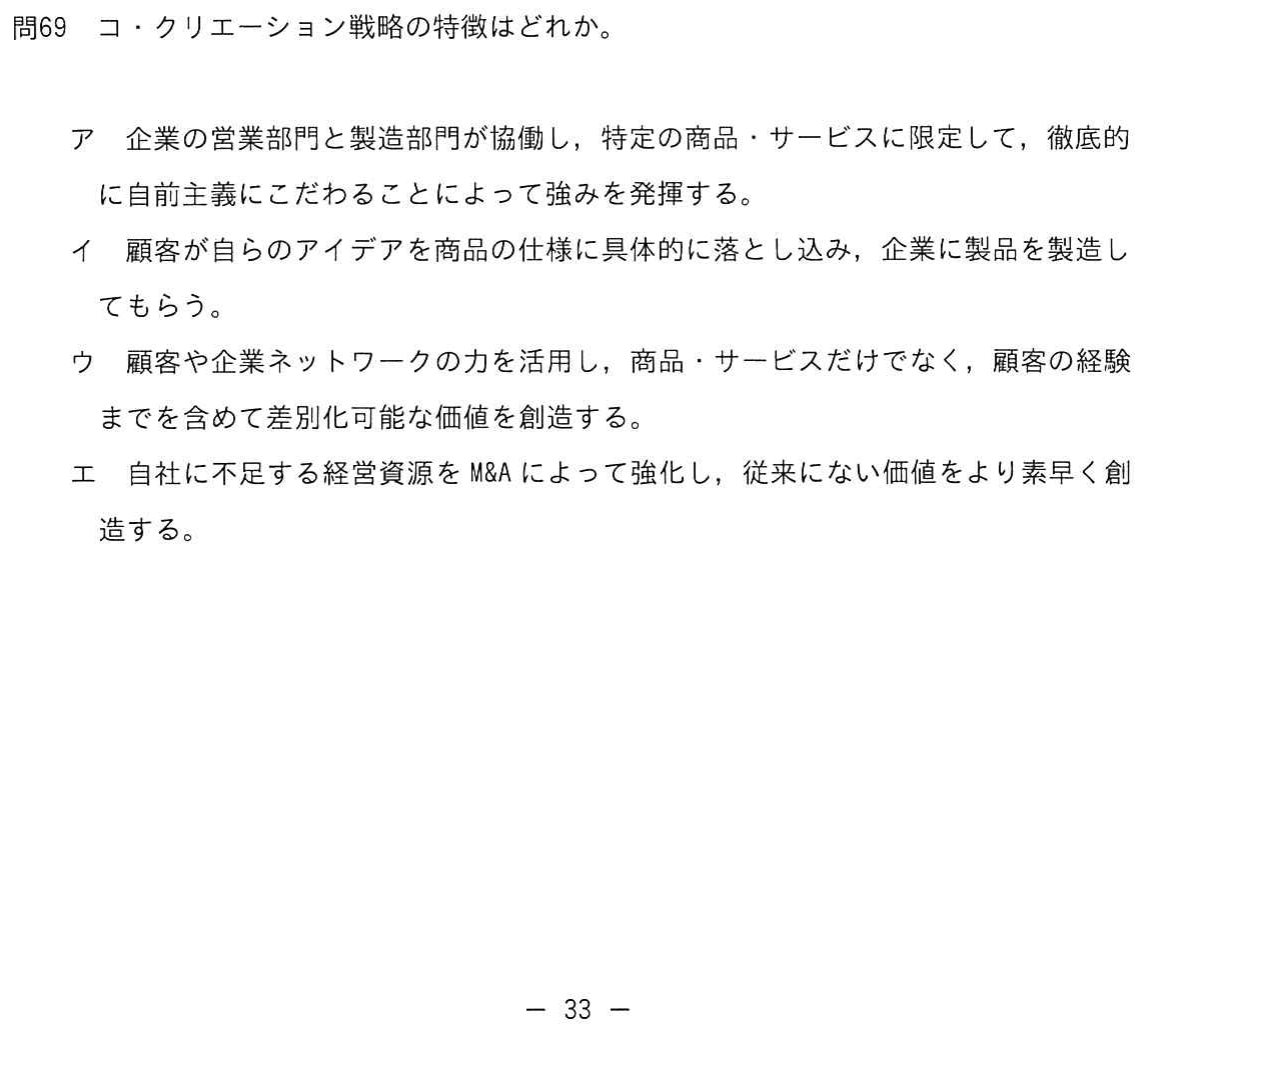 問69　コ・クリエーション戦略の特徴はどれか。
ア　企業の営業部門と製造部門が協働し，特定の商品・サービスに限定して，徹底的
に自前主義にこだわることによって強みを発揮する。
イ　顧客が自らのアイデアを商品の仕様に具体的に落とし込み，企業に製品を製造し
てもらう。
ウ　顧客や企業ネットワークの力を活用し，商品・サービスだけでなく，顧客の経験
までを含めて差別化可能な価値を創造する。
エ　自社に不足する経営資源を M&A によって強化し，従来にない価値をより素早く創
造する。
－ 33 －